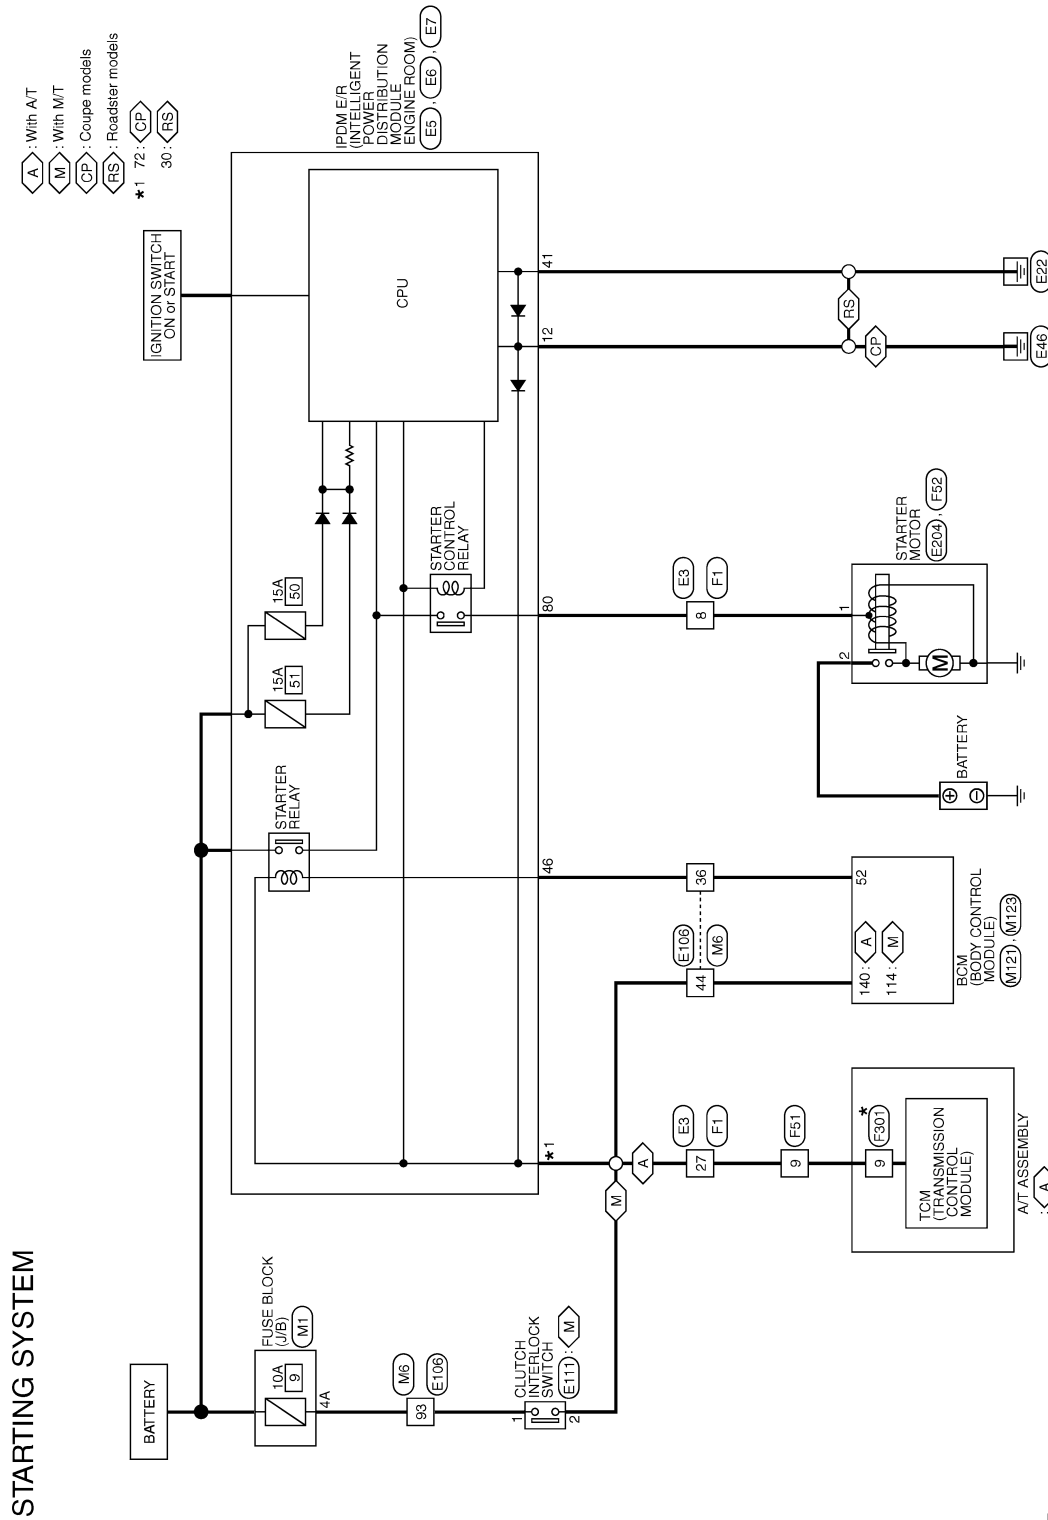 STARTING SYSTEM
A : With A/T
M : With M/T
CP : Coupe models
RS : Roadster models
*1 72 : CP
30 : RS
BATTERY
IGNITION SWITCH
ON or START
FUSE BLOCK
(J/B)
M1
10A
9
4A
M6
93
E106
1
CLUTCH
INTERLOCK
SWITCH
E111 : M
2
STARTER
RELAY
15A
51
15A
50
STARTER
CONTROL
RELAY
CPU
IPDM E/R
(INTELLIGENT
POWER
DISTRIBUTION
MODULE
ENGINE ROOM)
E5 , E6 , E7
*1
46
80
12
41
M
A
E3
27
F1
F51
9
*
F301
9
TCM
(TRANSMISSION
CONTROL
MODULE)
A/T ASSEMBLY
: A
E106
44
M6
36
52
140 : A
114 : M
BCM
(BODY CONTROL
MODULE)
M121 , M123
BATTERY
+
−
E3
8
F1
2
1
M
STARTER
MOTOR
E204 , F52
RS
CP
E46
E22